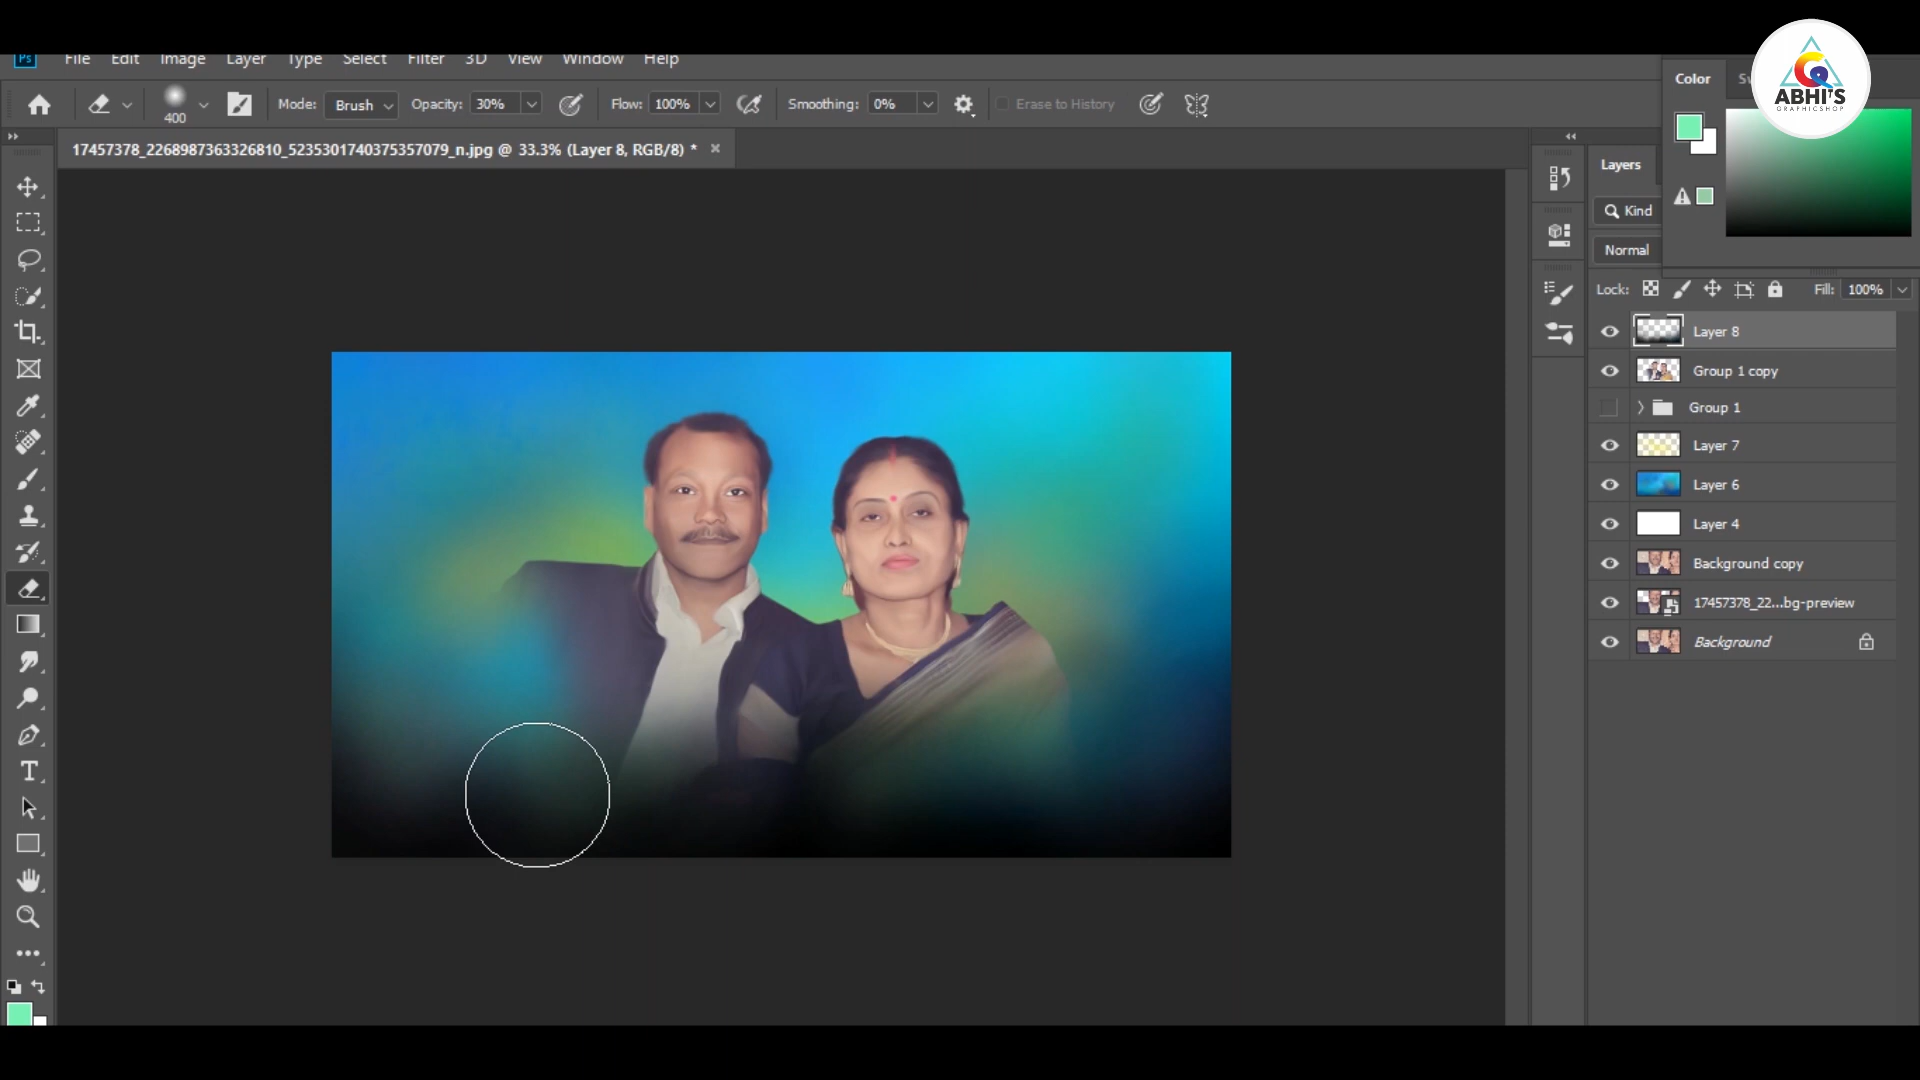 Ps File Edit Image Layer Type Select Filter 3D View Window Help
400 Mode: Brush Opacity: 30% Flow: 100% Smoothing: 0% Erase to History
17457378_2268987363326810_5235301740375357079_n.jpg @ 33.3% (Layer 8, RGB/8) *
Color
ABHI'S
GRAPHICSHOP
Layers
Kind
Normal
Lock: Fill: 100%
Layer 8
Group 1 copy
Group 1
Layer 7
Layer 6
Layer 4
Background copy
17457378_22...bg-preview
Background